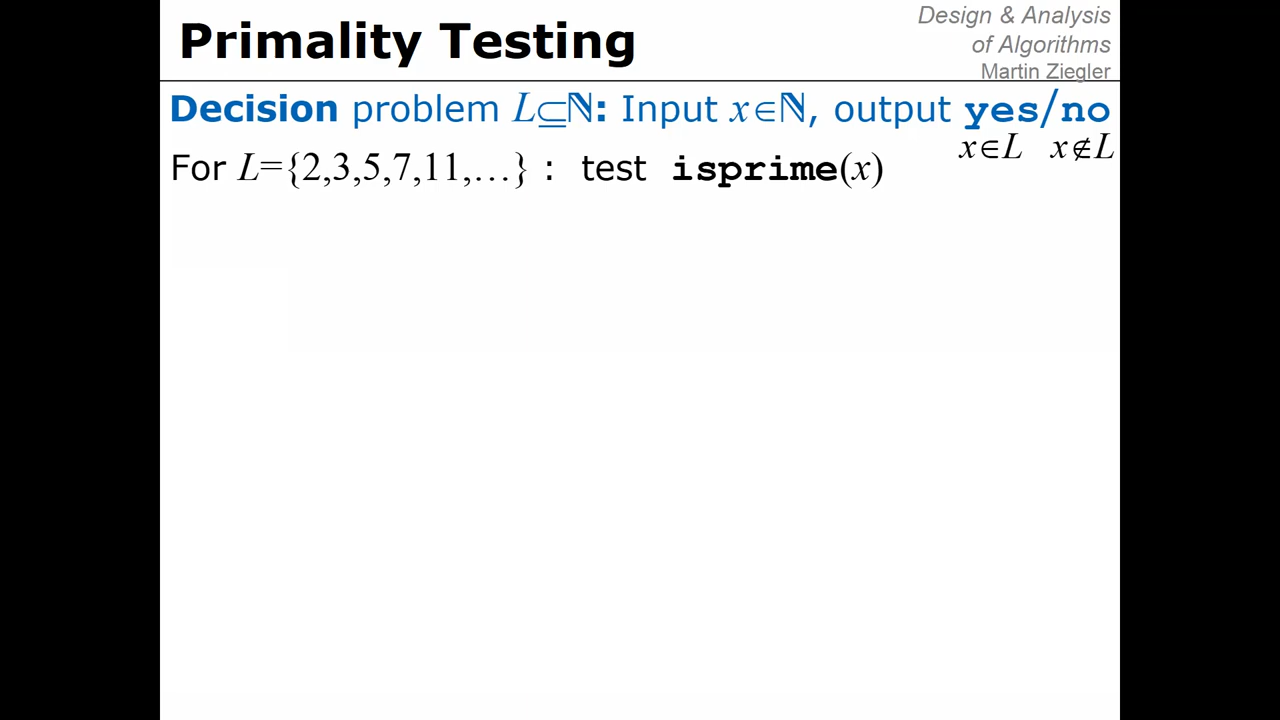 Primality Testing
Design & Analysis
of Algorithms
Martin Ziegler
Decision problem L⊆ℕ: Input x∈ℕ, output yes/no
x∈L x∉L
For L={2,3,5,7,11,…} : test isprime(x)